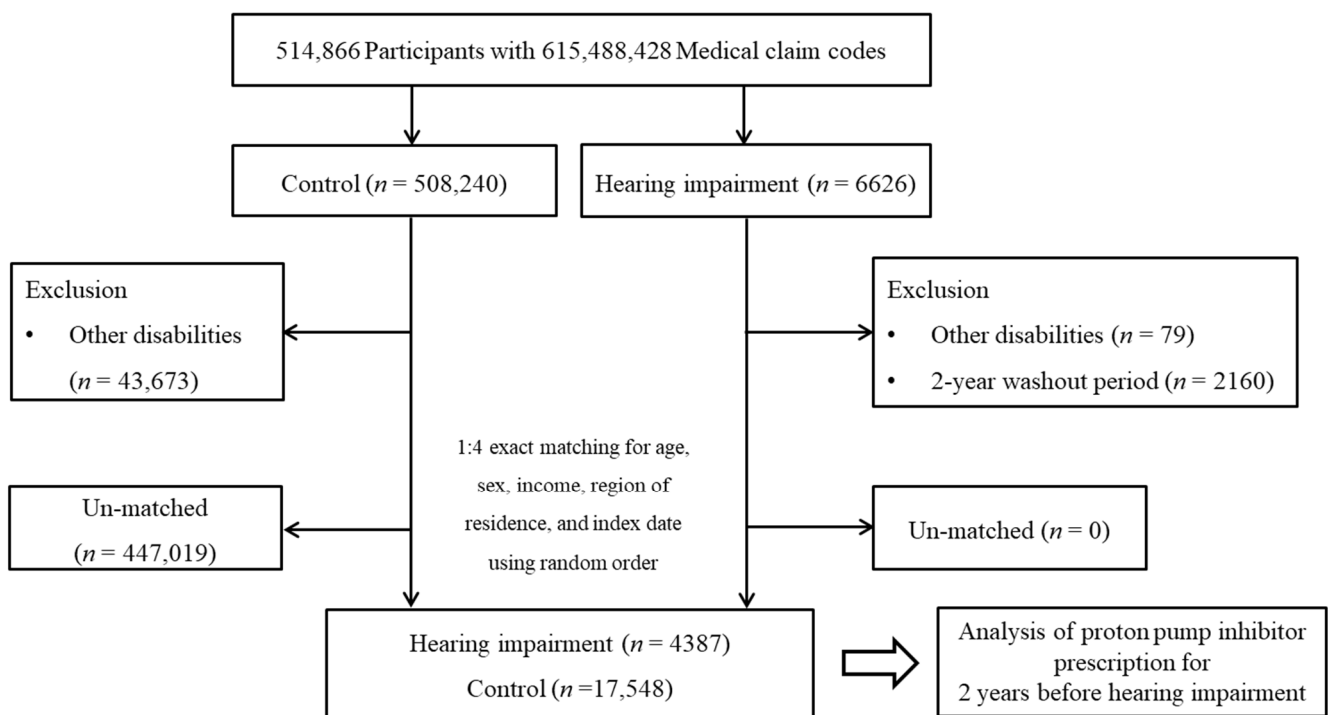 514,866 Participants with 615,488,428 Medical claim codes
Control (n = 508,240)
Hearing impairment (n = 6626)
Exclusion
• Other disabilities
(n = 43,673)
Exclusion
• Other disabilities (n = 79)
• 2-year washout period (n = 2160)
1:4 exact matching for age,
sex, income, region of
residence, and index date
using random order
Un-matched
(n = 447,019)
Un-matched (n = 0)
Hearing impairment (n = 4387)
Control (n =17,548)
Analysis of proton pump inhibitor
prescription for
2 years before hearing impairment